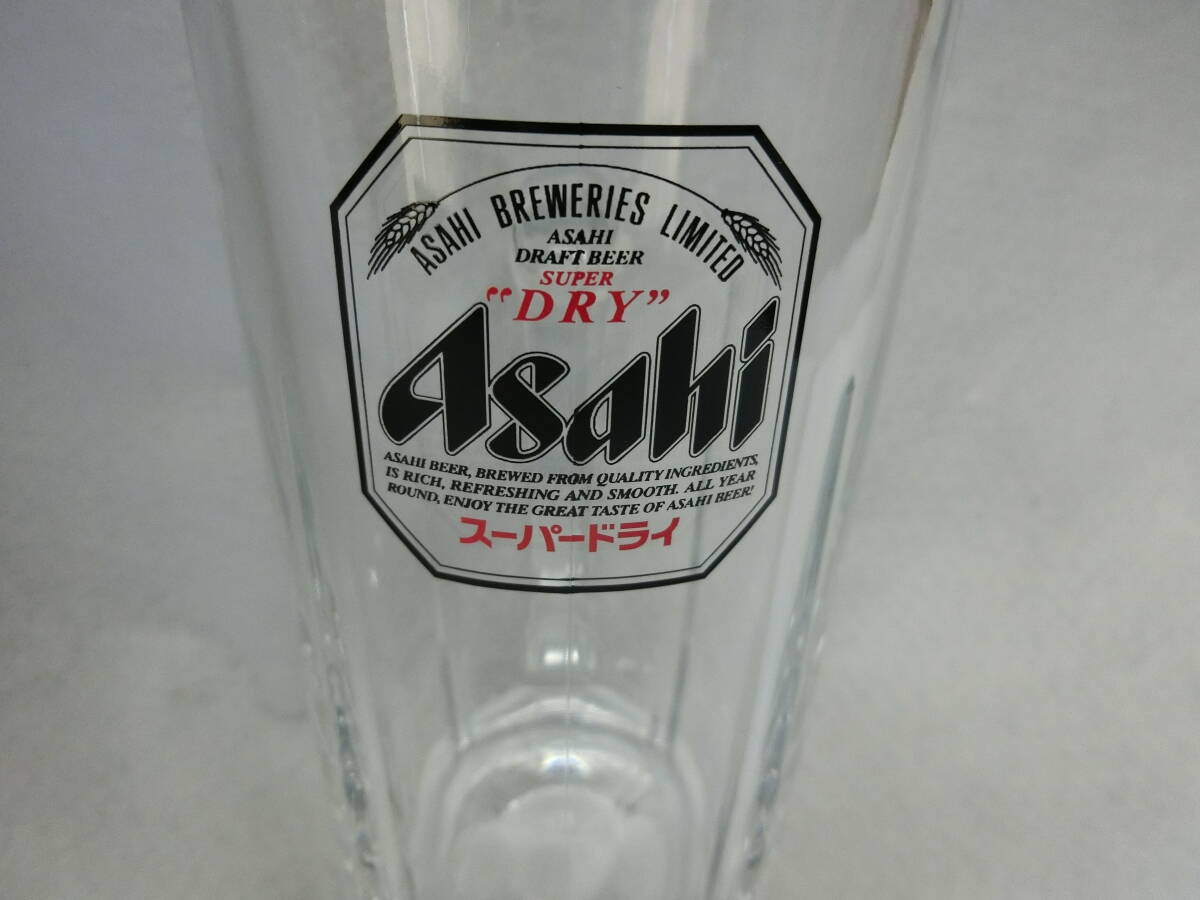 ASAHI BREWERIES LIMITED
ASAHI
DRAFT BEER
SUPER
“DRY”
Asahi
ASAHI BEER, BREWED FROM QUALITY INGREDIENTS,
IS RICH, REFRESHING AND SMOOTH. ALL YEAR
ROUND, ENJOY THE GREAT TASTE OF ASAHI BEER!
スーパードライ